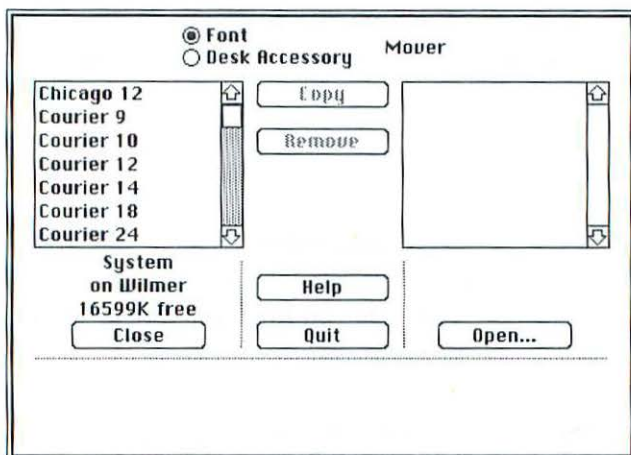 Font
Desk Accessory
Mover
Chicago 12
Courier 9
Courier 10
Courier 12
Courier 14
Courier 18
Courier 24
Copy
Remove
System
on Wilmer
16599K free
Close
Help
Quit
Open...